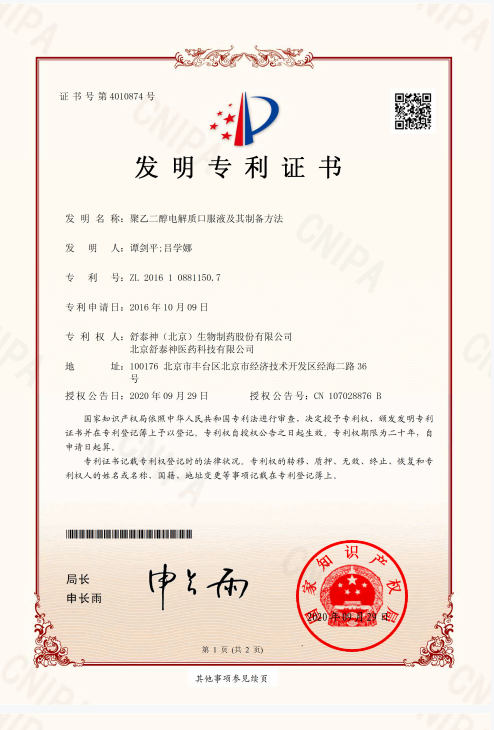 证书号第4010874号
发明专利证书
发明名称：聚乙二醇电解质口服液及其制备方法
发明人：谭剑平;吕学娜
专利号：ZL 2016 1 0881150.7
专利申请日：2016年10月09日
专利权人：舒泰神（北京）生物制药股份有限公司
北京舒泰神医药科技有限公司
地址：100176 北京市丰台区北京市经济技术开发区经海二路36
号
授权公告日：2020年09月29日 授权公告号：CN 107028876 B
国家知识产权局依照中华人民共和国专利法进行审查，决定授予专利权，颁发发明专利
证书并在专利登记簿上予以登记。专利权自授权公告之日起生效。专利权期限为二十年，自
申请日起算。
专利证书记载专利权登记时的法律状况。专利权的转移、质押、无效、终止、恢复和专
利权人的姓名或名称、国籍、地址变更等事项记载在专利登记簿上。
局长
申长雨
申长雨
国家知识产权局
2020年09月29日
第 1 页 (共 2 页)
其他事项参见续页
CNIPA
CNIPA
CNIPA
CNIPA
CNIPA
CNIPA